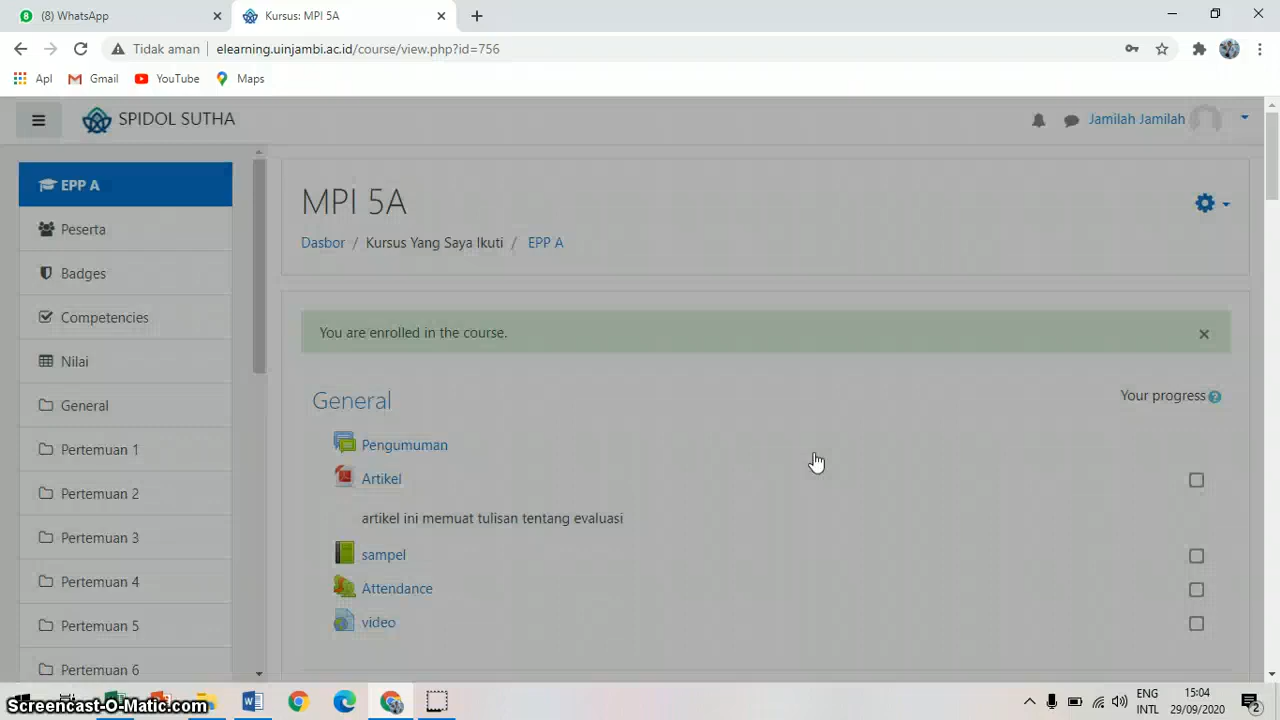 (8) WhatsApp
Kursus: MPI 5A
Tidak aman
elearning.uinjambi.ac.id/course/view.php?id=756
Apl
Gmail
YouTube
Maps
SPIDOL SUTHA
Jamilah Jamilah
EPP A
Peserta
Badges
Competencies
Nilai
General
Pertemuan 1
Pertemuan 2
Pertemuan 3
Pertemuan 4
Pertemuan 5
Pertemuan 6
MPI 5A
Dasbor / Kursus Yang Saya Ikuti / EPP A
You are enrolled in the course.
General
Your progress
Pengumuman
Artikel
artikel ini memuat tulisan tentang evaluasi
sampel
Attendance
video
Screencast-O-Matic.com
ENG
INTL
15:04
29/09/2020
2